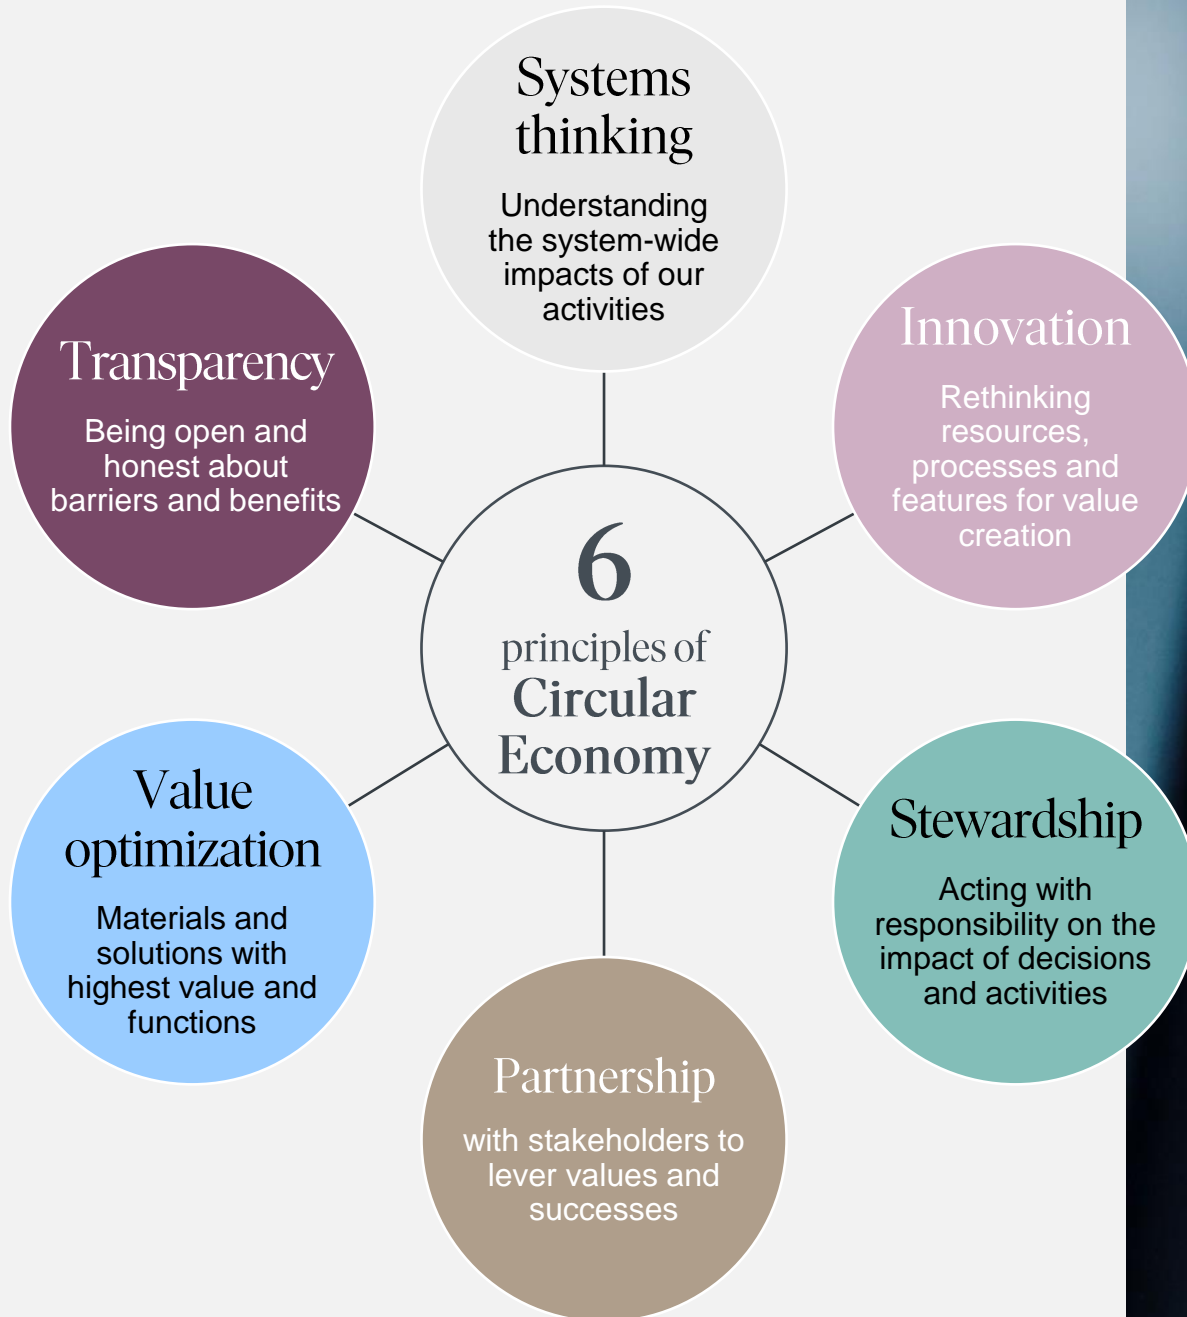 Systems
thinking
Understanding
the system-wide
impacts of our
activities
Transparency
Being open and
honest about
barriers and benefits
Innovation
Rethinking
resources,
processes and
features for value
creation
6
principles of
Circular
Economy
Value
optimization
Materials and
solutions with
highest value and
functions
Stewardship
Acting with
responsibility on the
impact of decisions
and activities
Partnership
with stakeholders to
lever values and
successes